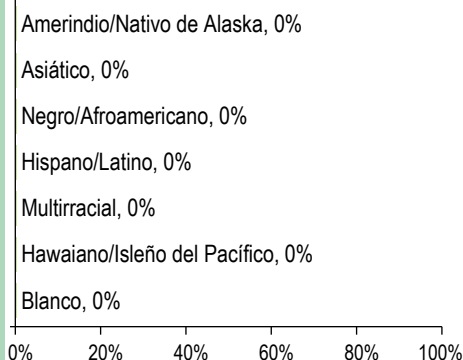 Amerindio/Nativo de Alaska, 0%
Asiático, 0%
Negro/Afroamericano, 0%
Hispano/Latino, 0%
Multirracial, 0%
Hawaiano/Isleño del Pacífico, 0%
Blanco, 0%
0% 20% 40% 60% 80% 100%